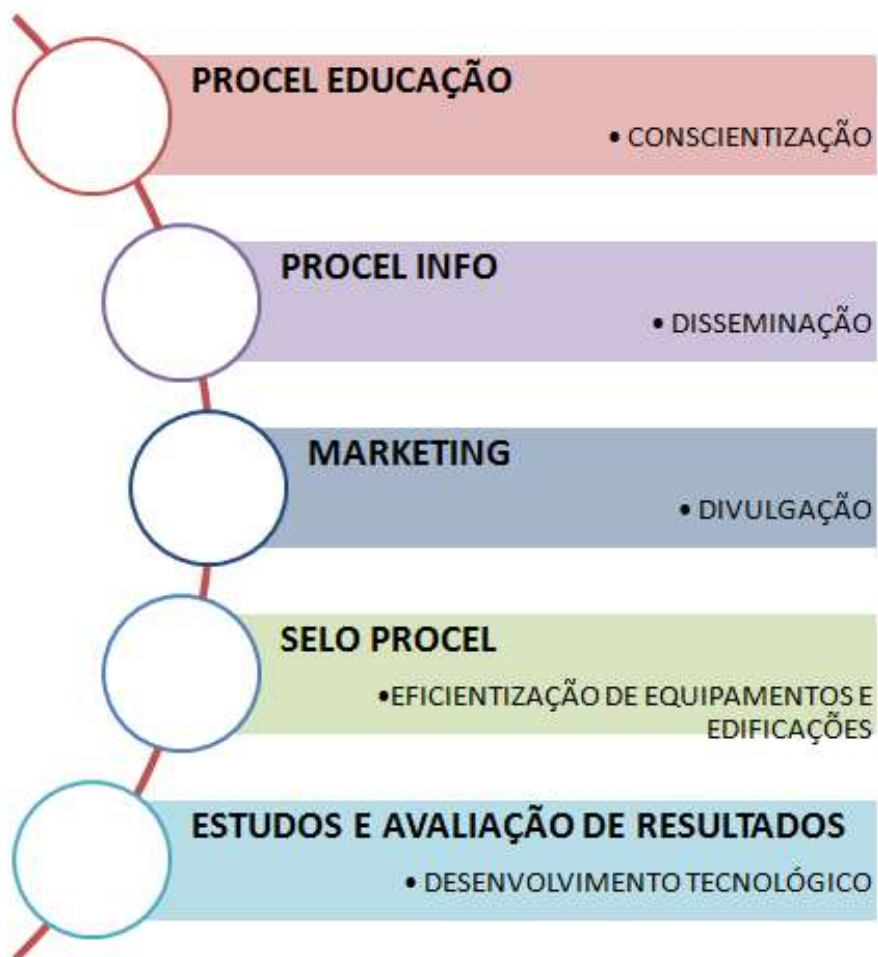 PROCEL EDUCAÇÃO
• CONSCIENTIZAÇÃO
PROCEL INFO
• DISSEMINAÇÃO
MARKETING
• DIVULGAÇÃO
SELO PROCEL
•EFICIENTIZAÇÃO DE EQUIPAMENTOS E
EDIFICAÇÕES
ESTUDOS E AVALIAÇÃO DE RESULTADOS
• DESENVOLVIMENTO TECNOLÓGICO